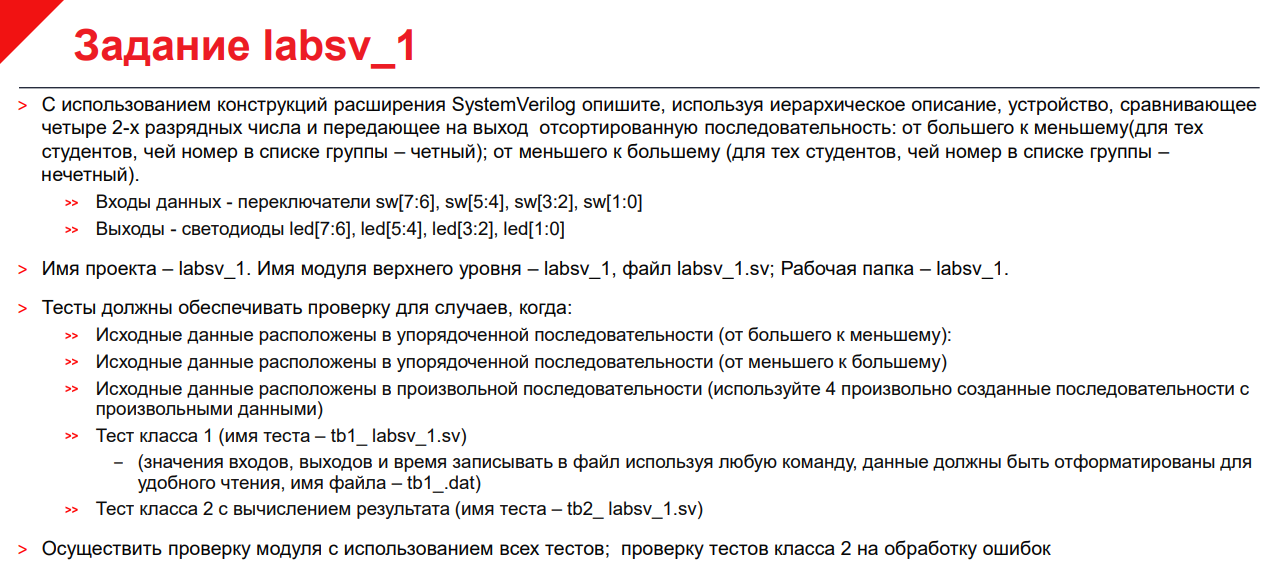 Задание labsv_1
> С использованием конструкций расширения SystemVerilog опишите, используя иерархическое описание, устройство, сравнивающее
четыре 2-х разрядных числа и передающее на выход отсортированную последовательность: от большего к меньшему(для тех
студентов, чей номер в списке группы – четный); от меньшего к большему (для тех студентов, чей номер в списке группы –
нечетный).
>> Входы данных - переключатели sw[7:6], sw[5:4], sw[3:2], sw[1:0]
>> Выходы - светодиоды led[7:6], led[5:4], led[3:2], led[1:0]
> Имя проекта – labsv_1. Имя модуля верхнего уровня – labsv_1, файл labsv_1.sv; Рабочая папка – labsv_1.
> Тесты должны обеспечивать проверку для случаев, когда:
>> Исходные данные расположены в упорядоченной последовательности (от большего к меньшему):
>> Исходные данные расположены в упорядоченной последовательности (от меньшего к большему)
>> Исходные данные расположены в произвольной последовательности (используйте 4 произвольно созданные последовательности с
произвольными данными)
>> Тест класса 1 (имя теста – tb1_ labsv_1.sv)
– (значения входов, выходов и время записывать в файл используя любую команду, данные должны быть отформатированы для
удобного чтения, имя файла – tb1_.dat)
>> Тест класса 2 с вычислением результата (имя теста – tb2_ labsv_1.sv)
> Осуществить проверку модуля с использованием всех тестов; проверку тестов класса 2 на обработку ошибок